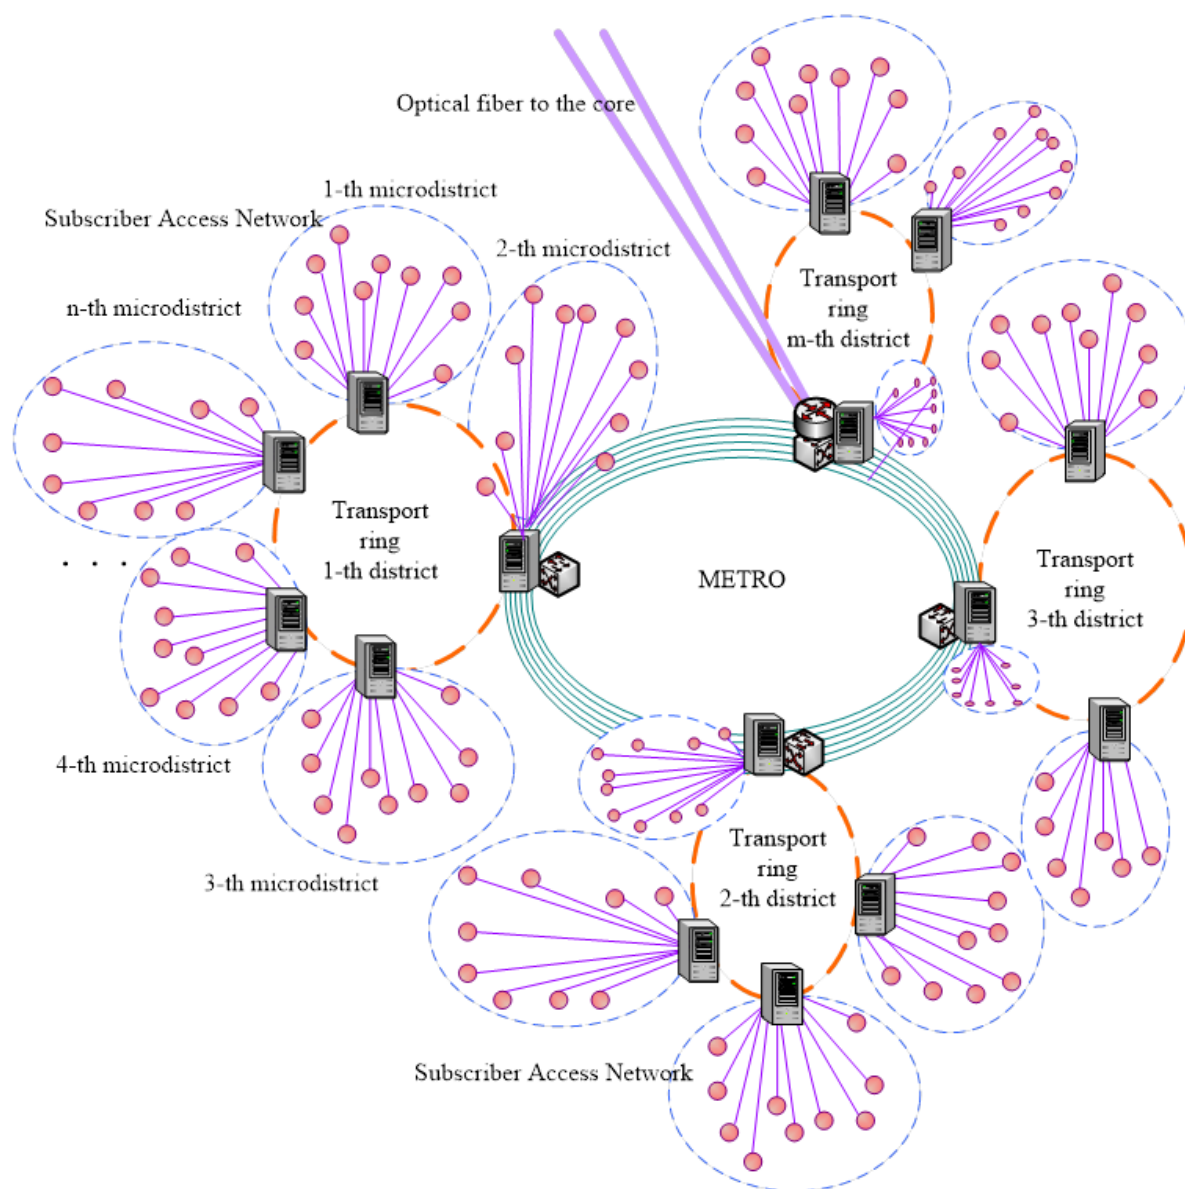 Optical fiber to the core
1-th microdistrict
Subscriber Access Network
2-th microdistrict
n-th microdistrict
Transport
ring
m-th district
Transport
ring
1-th district
. . .
METRO
Transport
ring
3-th district
4-th microdistrict
3-th microdistrict
Transport
ring
2-th district
Subscriber Access Network